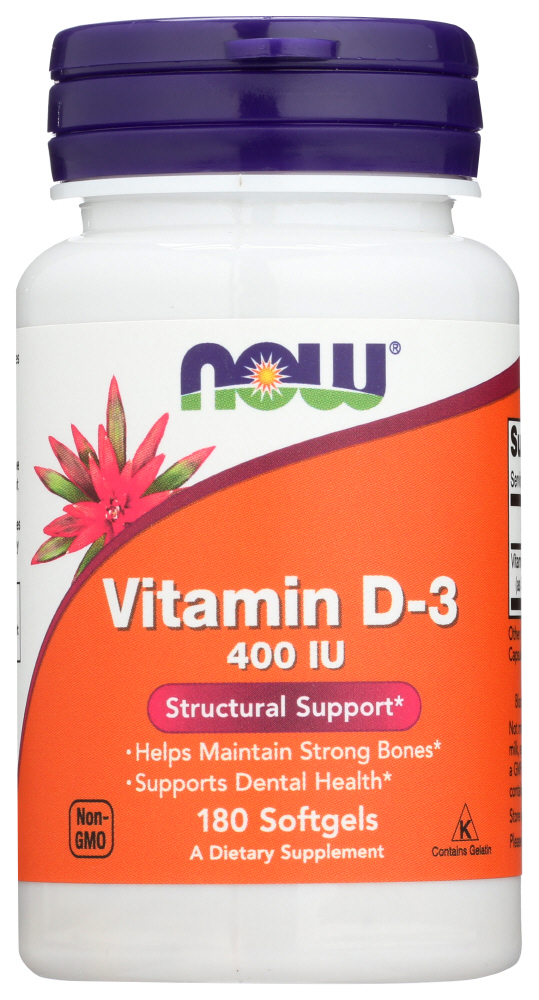 NOW®
Vitamin D-3
400 IU
Structural Support*
•Helps Maintain Strong Bones*
•Supports Dental Health*
180 Softgels
A Dietary Supplement
Non-
GMO
K
Contains Gelatin